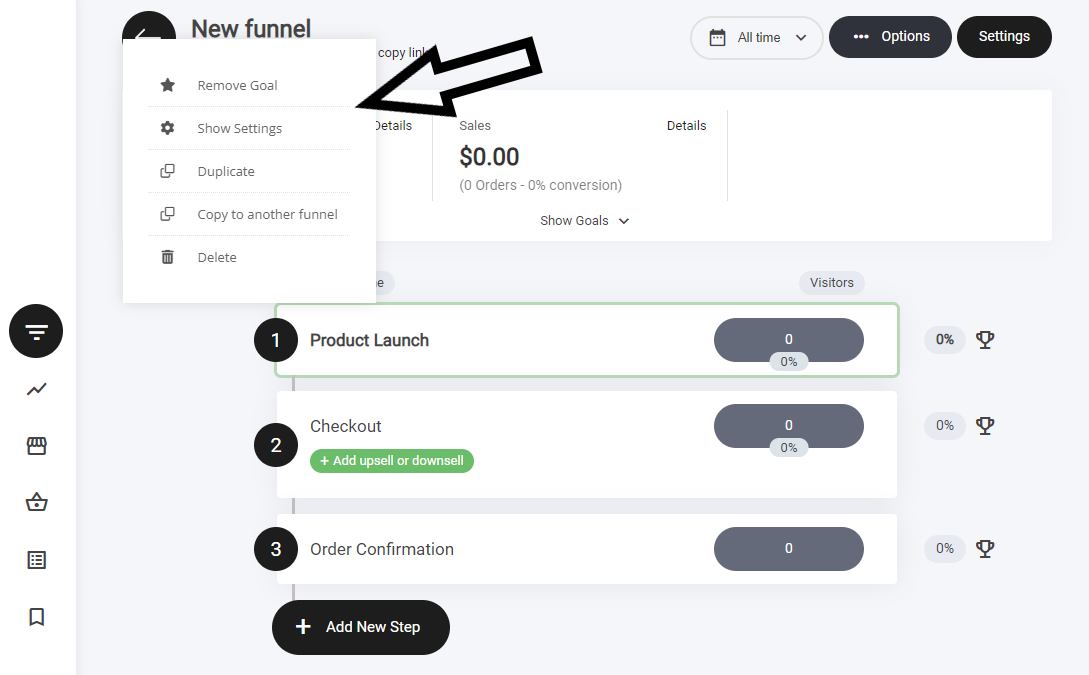 New funnel
copy link
All time
Options
Settings
Remove Goal
Show Settings
Duplicate
Copy to another funnel
Delete
Details
Sales
Details
$0.00
(0 Orders - 0% conversion)
Show Goals
Visitors
1
Product Launch
0
0%
0%
2
Checkout
0
0%
0%
+ Add upsell or downsell
3
Order Confirmation
0
0%
+ Add New Step